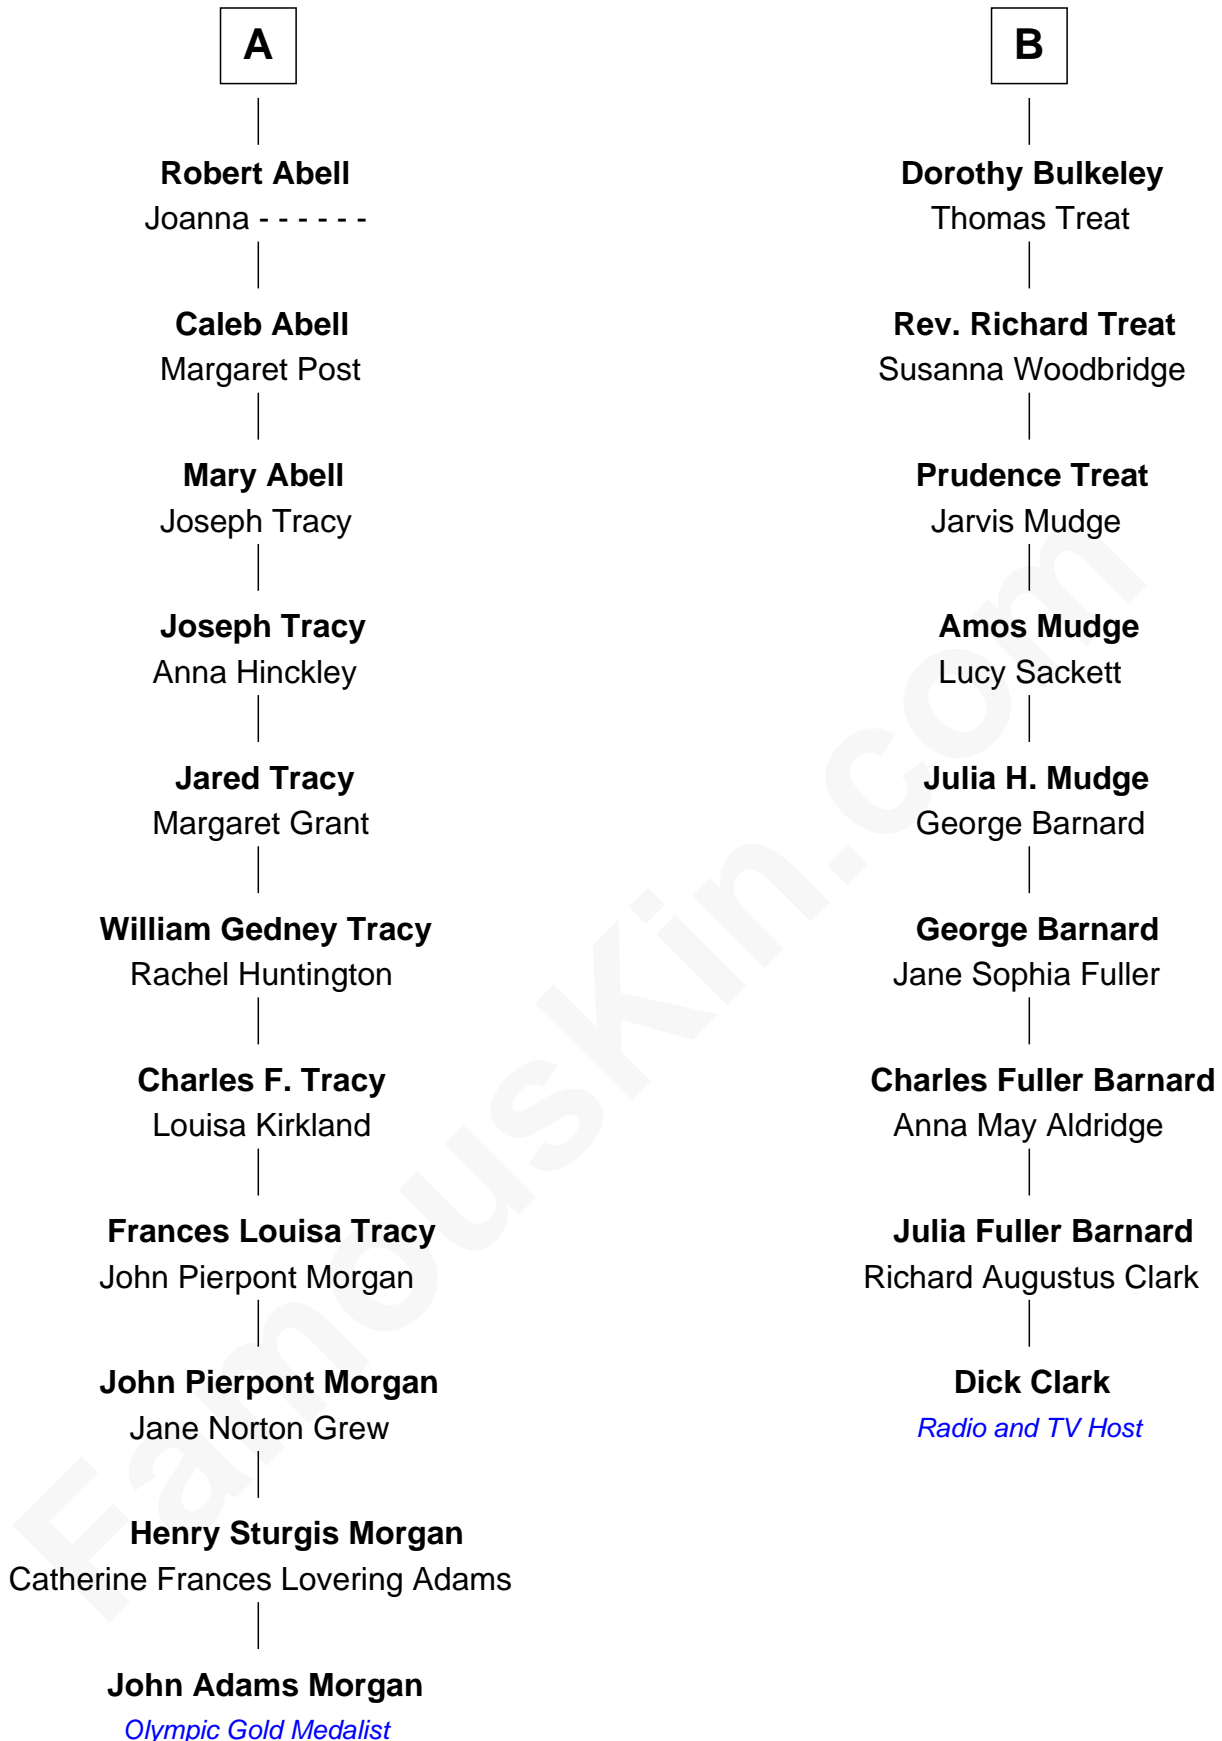 A
Robert Abell
Joanna - - - - - -
Caleb Abell
Margaret Post
Mary Abell
Joseph Tracy
Joseph Tracy
Anna Hinckley
Jared Tracy
Margaret Grant
William Gedney Tracy
Rachel Huntington
Charles F. Tracy
Louisa Kirkland
Frances Louisa Tracy
John Pierpont Morgan
John Pierpont Morgan
Jane Norton Grew
Henry Sturgis Morgan
Catherine Frances Lovering Adams
John Adams Morgan
Olympic Gold Medalist
B
Dorothy Bulkeley
Thomas Treat
Rev. Richard Treat
Susanna Woodbridge
Prudence Treat
Jarvis Mudge
Amos Mudge
Lucy Sackett
Julia H. Mudge
George Barnard
George Barnard
Jane Sophia Fuller
Charles Fuller Barnard
Anna May Aldridge
Julia Fuller Barnard
Richard Augustus Clark
Dick Clark
Radio and TV Host
FamousKin.com